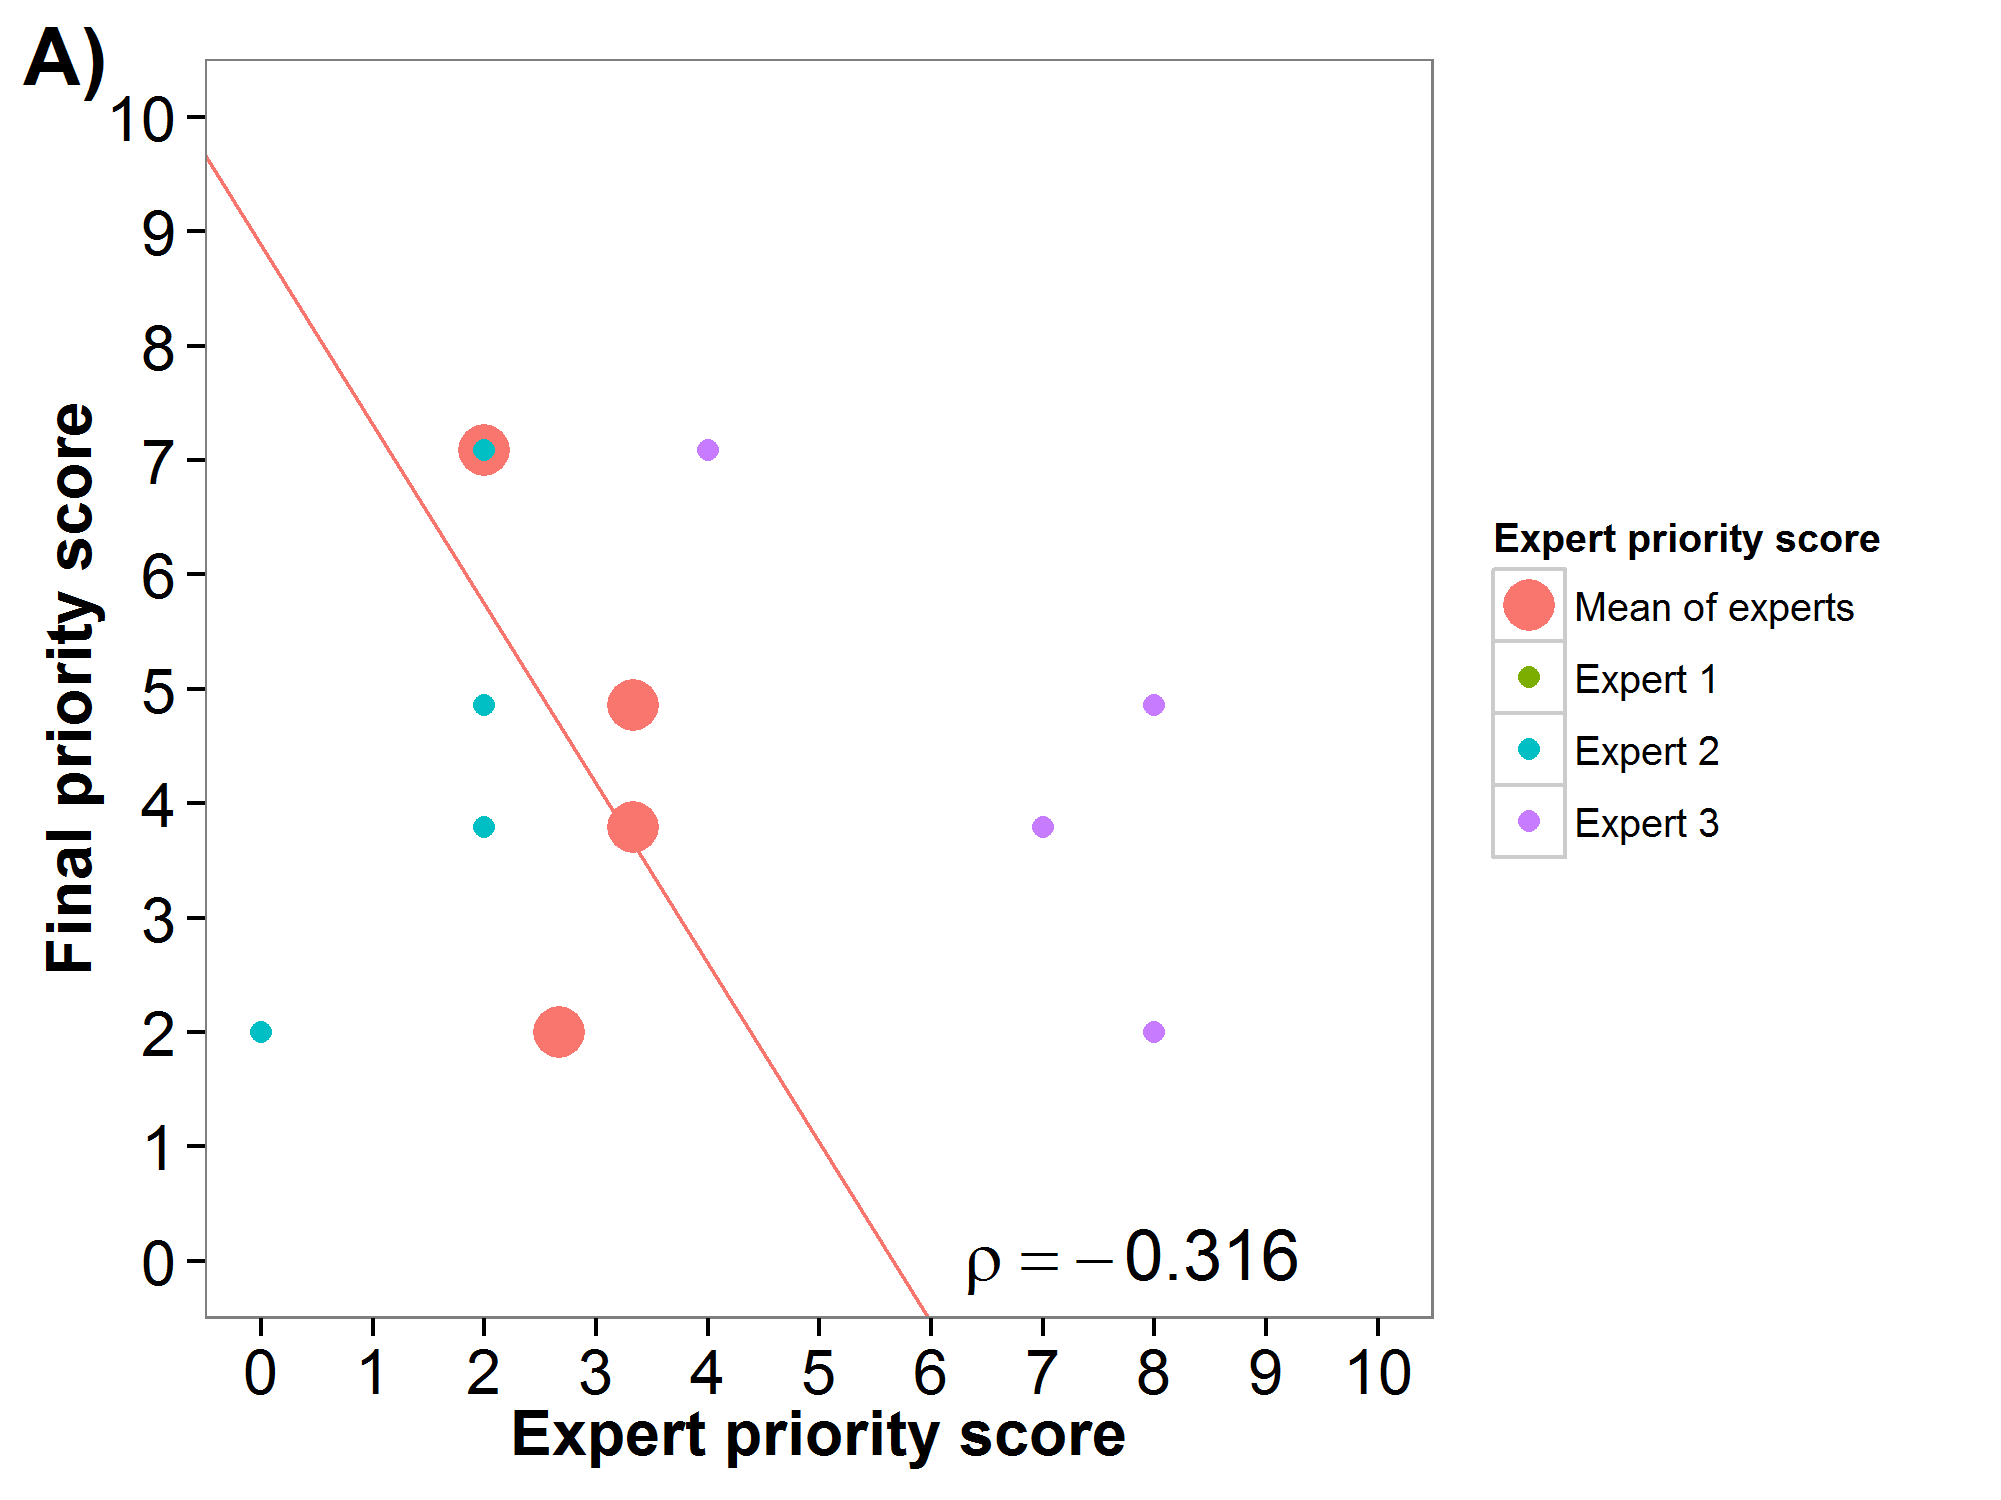 A)
10
9
8
7
6
5
4
3
2
1
0
Final priority score
ρ = −0.316
0 1 2 3 4 5 6 7 8 9 10
Expert priority score
Expert priority score
Mean of experts
Expert 1
Expert 2
Expert 3